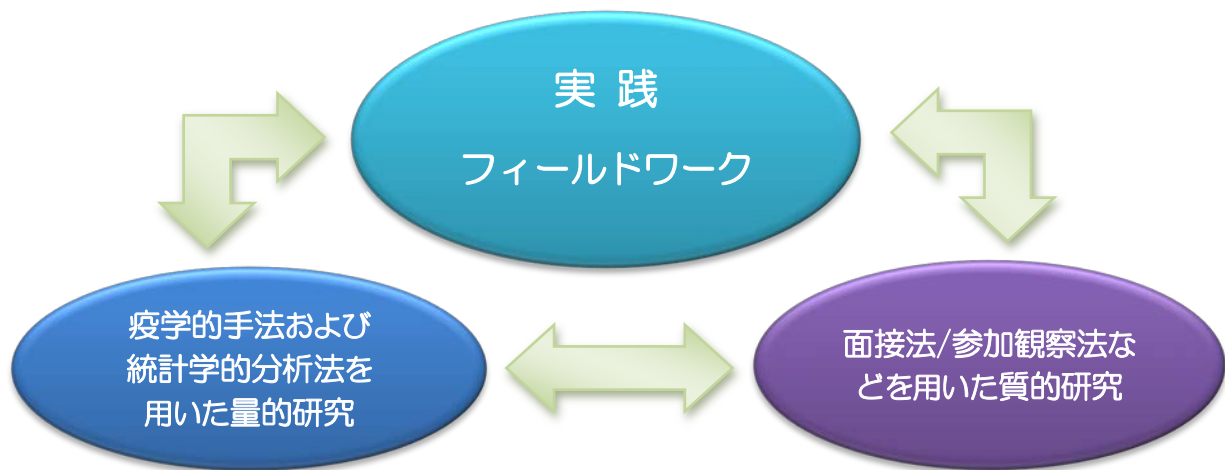 実 践
フィールドワーク
疫学的手法および
統計学的分析法を
用いた量的研究
面接法/参加観察法な
どを用いた質的研究